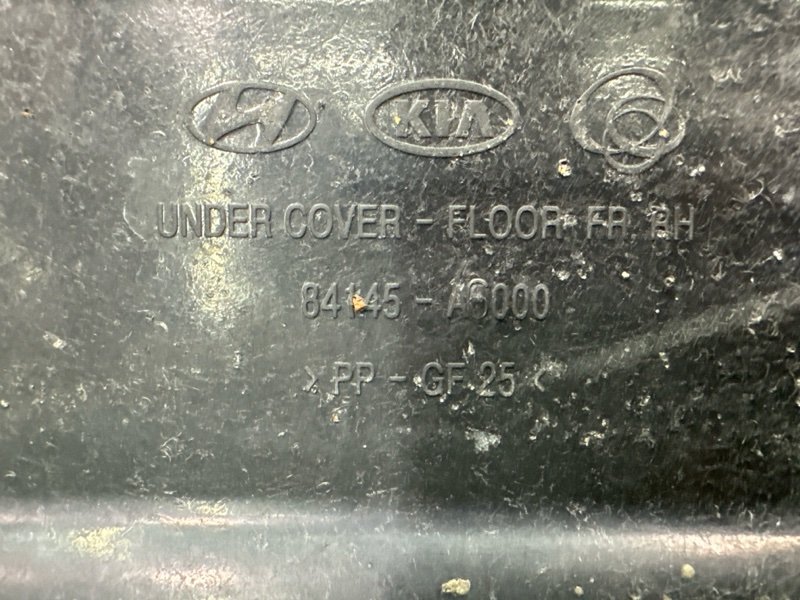 KIA
UNDER COVER - FLOOR FR RH
84145 - A6000
>PP - GF 25<